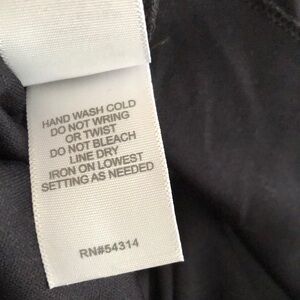 HAND WASH COLD
DO NOT WRING
OR TWIST
DO NOT BLEACH
LINE DRY
IRON ON LOWEST
SETTING AS NEEDED
RN#54314